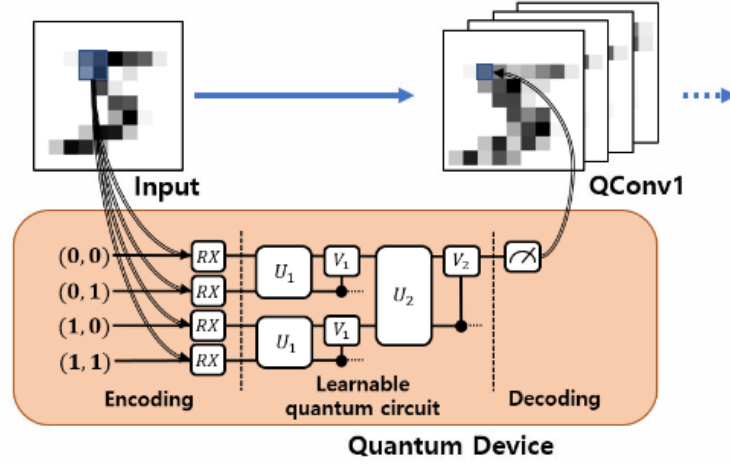 Input
QConv1
(0, 0) RX U₁ V₁ U₂ V₂
(0, 1) RX
(1, 0) RX U₁ V₁
(1, 1) RX
Encoding
Learnable
quantum circuit
Decoding
Quantum Device